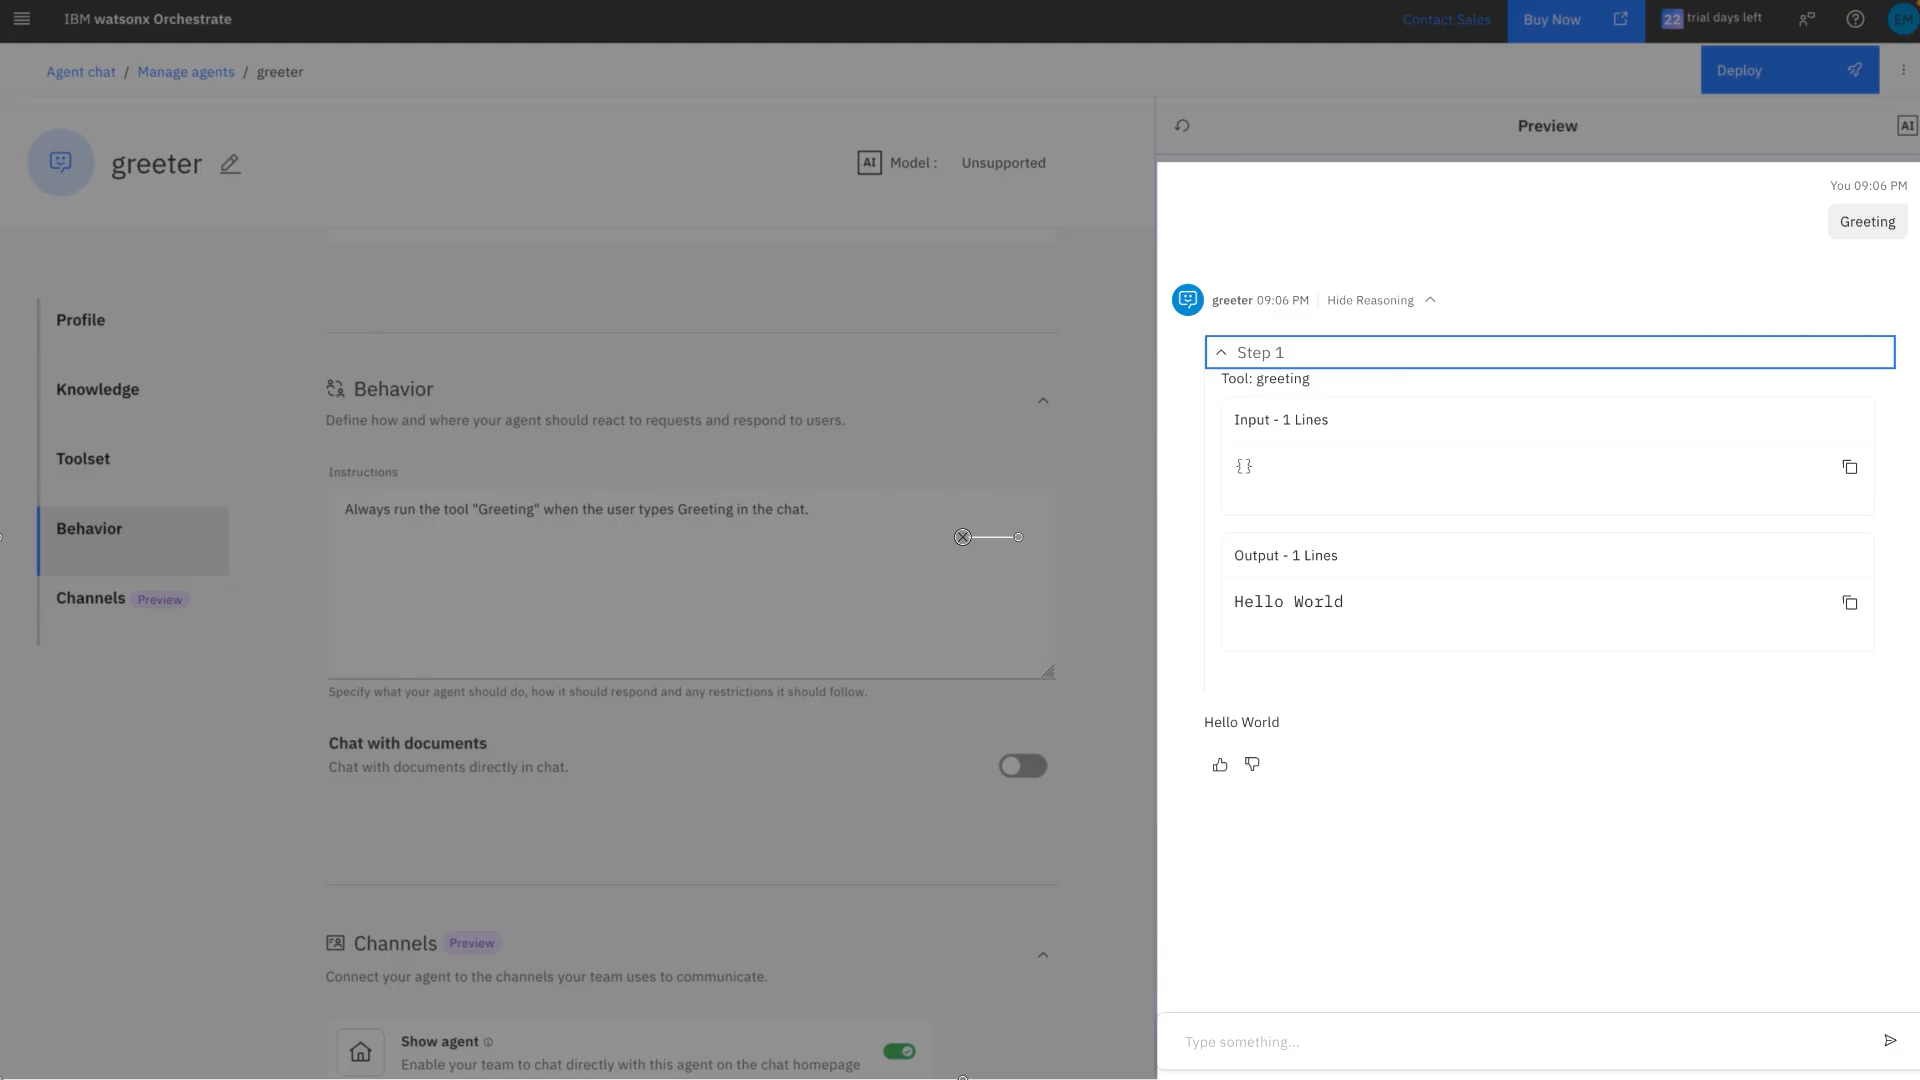 IBM watsonx Orchestrate
Contact Sales
Buy Now
22 trial days left
EM
Agent chat / Manage agents / greeter
Deploy
greeter
AI Model : Unsupported
Profile
Knowledge
Toolset
Behavior
Channels Preview
Behavior
Define how and where your agent should react to requests and respond to users.
Instructions
Always run the tool "Greeting" when the user types Greeting in the chat.
Specify what your agent should do, how it should respond and any restrictions it should follow.
Chat with documents
Chat with documents directly in chat.
Channels Preview
Connect your agent to the channels your team uses to communicate.
Show agent
Enable your team to chat directly with this agent on the chat homepage
Preview
AI
You 09:06 PM
Greeting
greeter 09:06 PM Hide Reasoning
Step 1
Tool: greeting
Input - 1 Lines
{}
Output - 1 Lines
Hello World
Hello World
Type something...